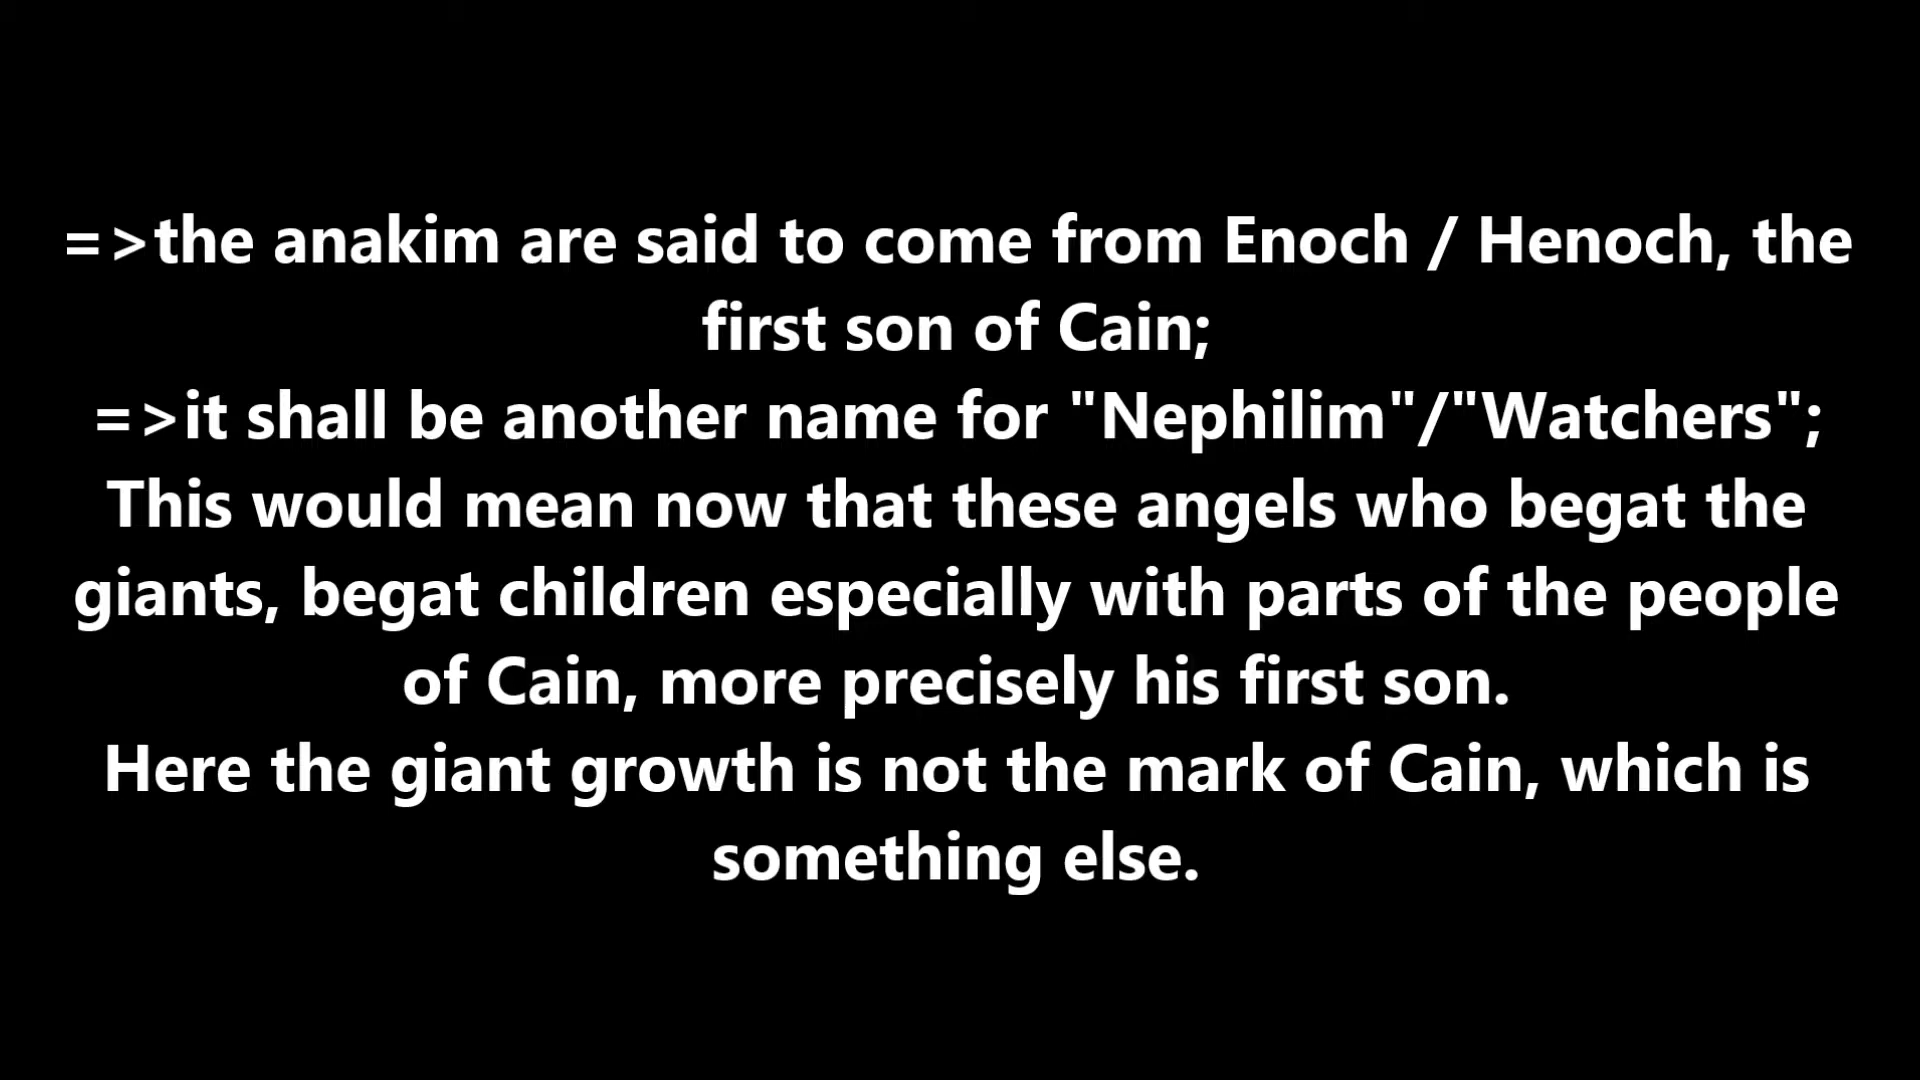 =>the anakim are said to come from Enoch / Henoch, the
first son of Cain;
=>it shall be another name for "Nephilim"/"Watchers";
This would mean now that these angels who begat the
giants, begat children especially with parts of the people
of Cain, more precisely his first son.
Here the giant growth is not the mark of Cain, which is
something else.